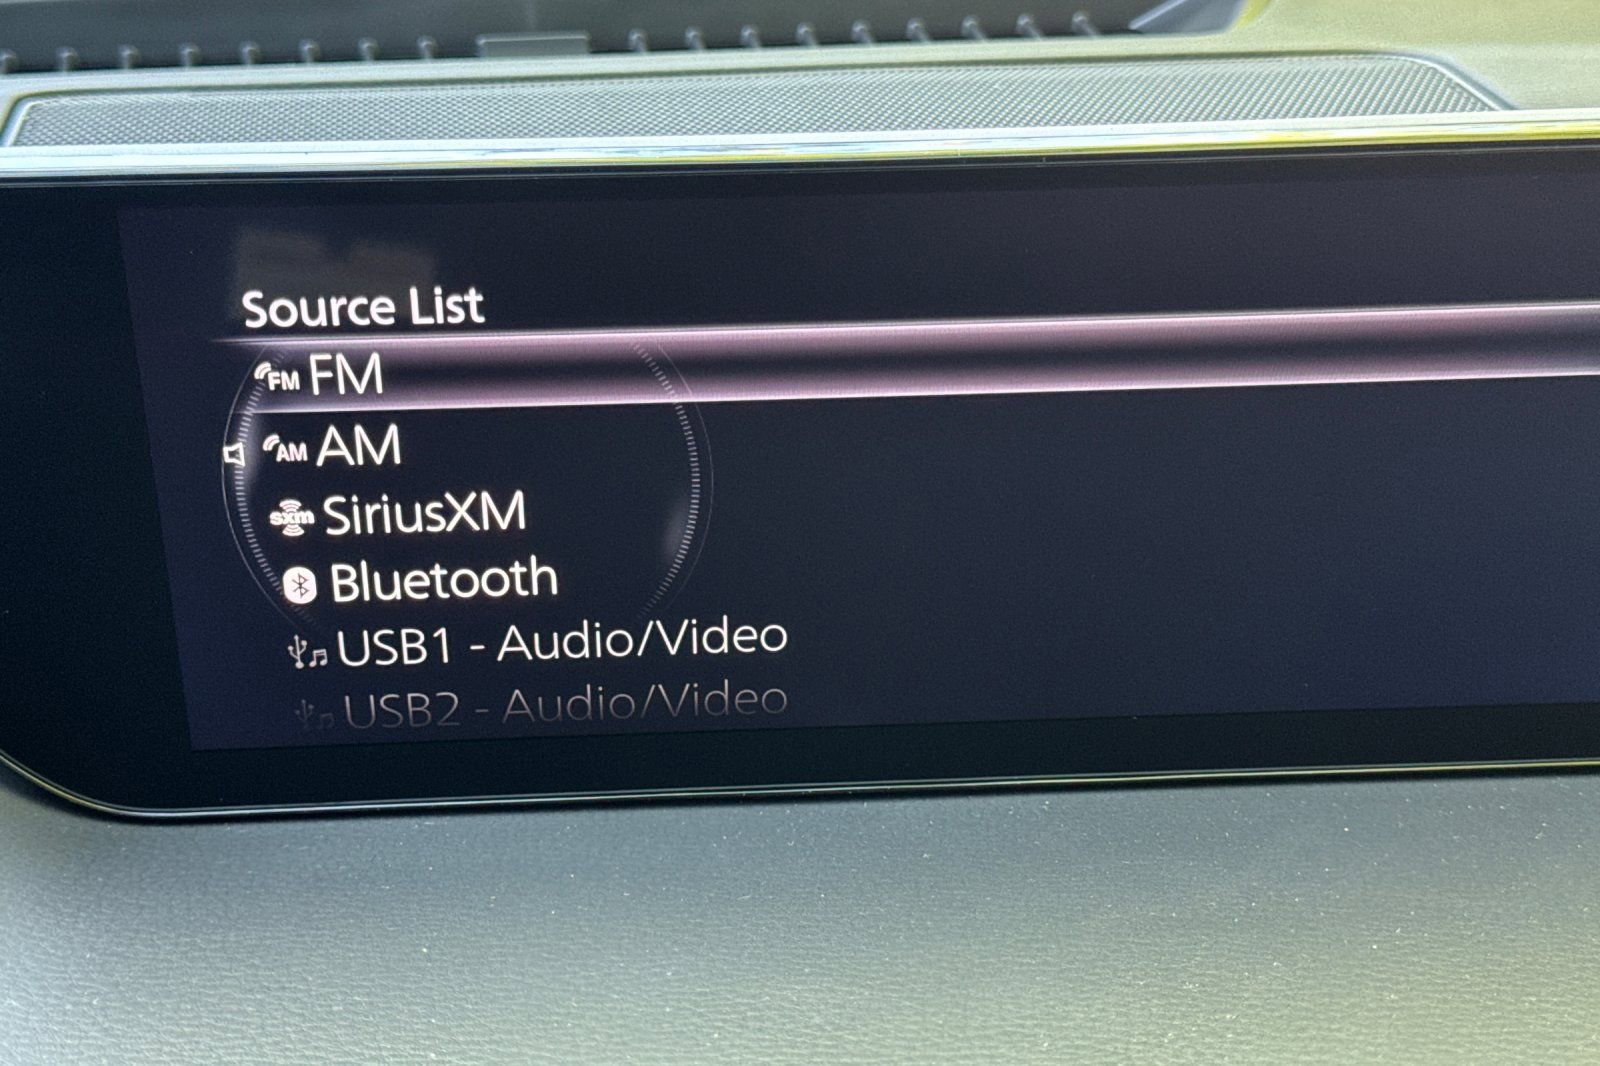 Source List
FM FM
AM AM
sxm SiriusXM
Bluetooth
USB1 - Audio/Video
USB2 - Audio/Video